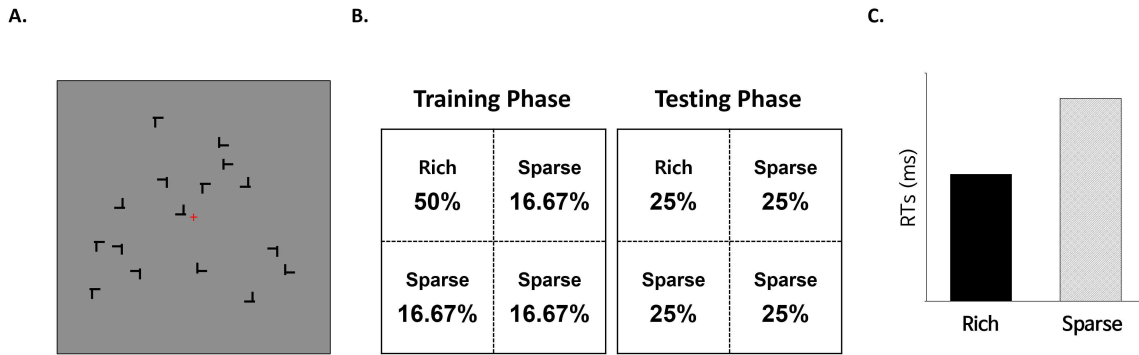 A.
B.
C.
Training Phase
Testing Phase
Rich
Sparse
50%
16.67%
Sparse
Sparse
16.67%
16.67%
Rich
Sparse
25%
25%
Sparse
Sparse
25%
25%
RTs (ms)
Rich
Sparse